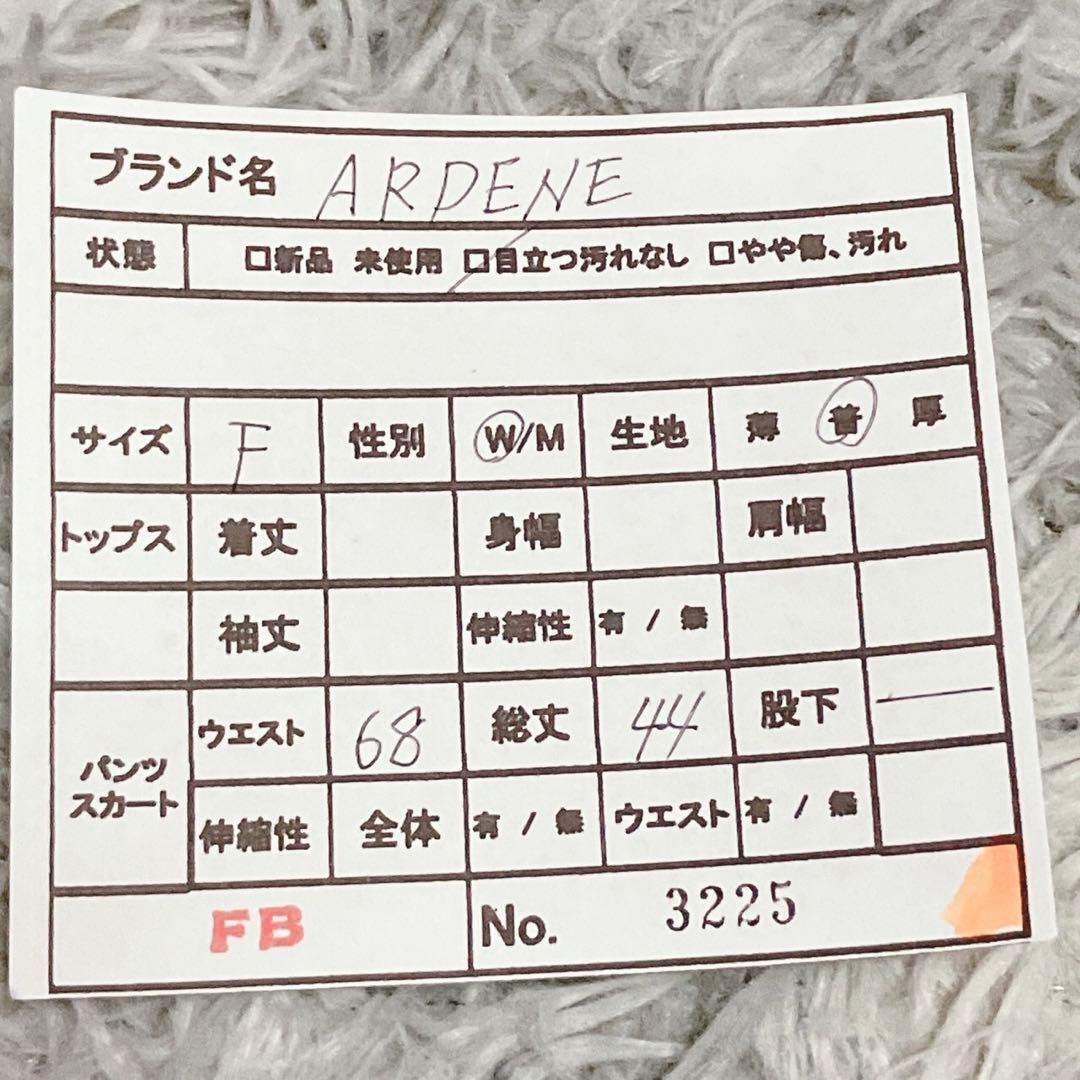 ブランド名 ARDENE
状態 □新品 未使用 □目立つ汚れなし □やや傷、汚れ
サイズ F 性別 W/M 生地 薄 普 厚
トップス 着丈 身幅 肩幅
袖丈 伸縮性 有 / 無
パンツ
スカート
ウエスト 68 総丈 44 股下 —
伸縮性 全体 有 / 無 ウエスト 有 / 無
FB No. 3225